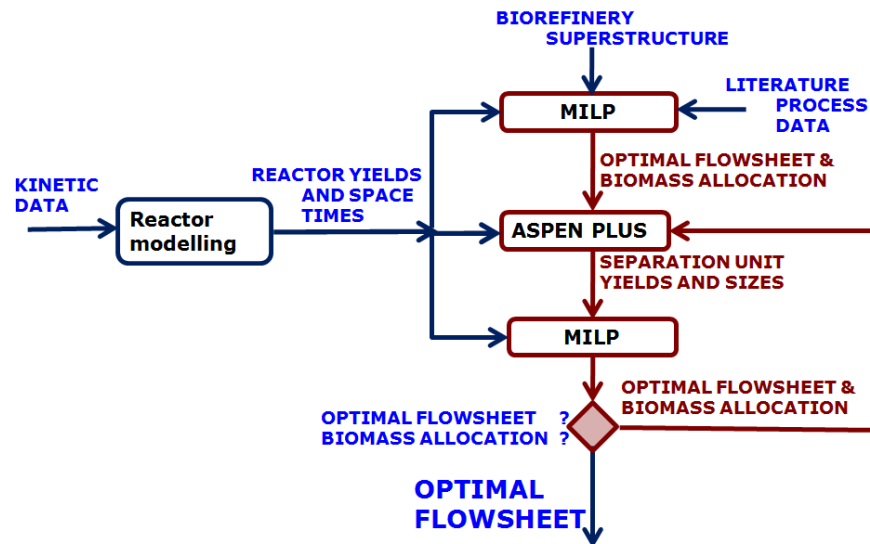 BIOREFINERY
SUPERSTRUCTURE
LITERATURE
PROCESS
DATA
MILP
OPTIMAL FLOWSHEET &
BIOMASS ALLOCATION
KINETIC
DATA
REACTOR YIELDS
AND SPACE
TIMES
Reactor
modelling
ASPEN PLUS
SEPARATION UNIT
YIELDS AND SIZES
MILP
OPTIMAL FLOWSHEET &
BIOMASS ALLOCATION
OPTIMAL FLOWSHEET ?
BIOMASS ALLOCATION ?
OPTIMAL
FLOWSHEET